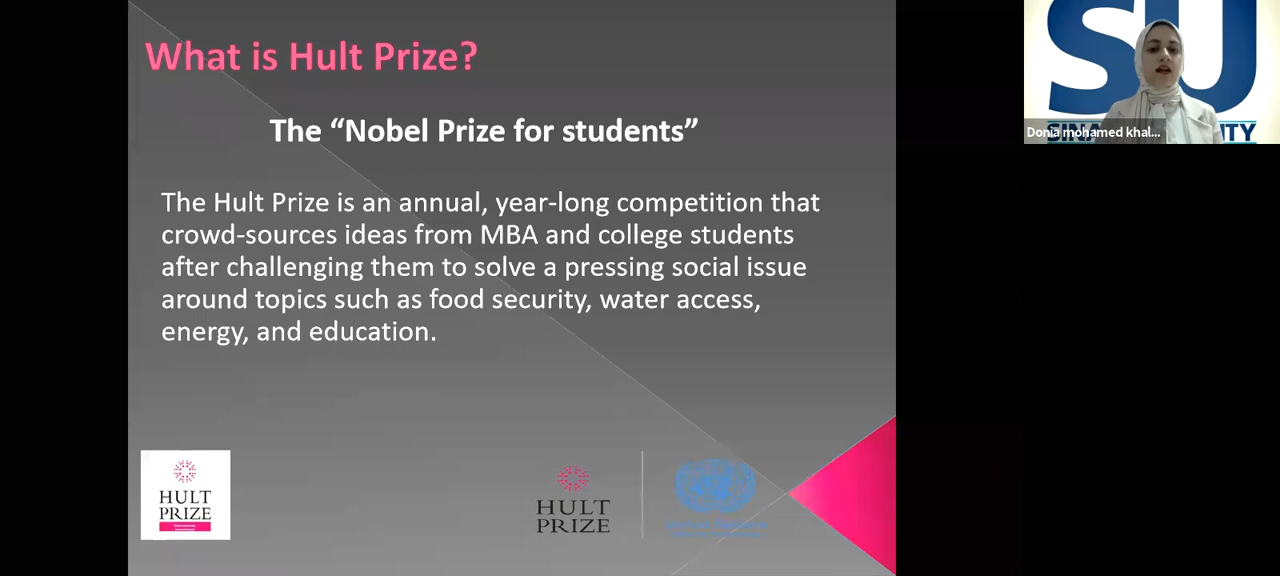 What is Hult Prize?
The “Nobel Prize for students”
The Hult Prize is an annual, year-long competition that
crowd-sources ideas from MBA and college students
after challenging them to solve a pressing social issue
around topics such as food security, water access,
energy, and education.
HULT
PRIZE
HULT
PRIZE
SU
Donia mohamed khal...